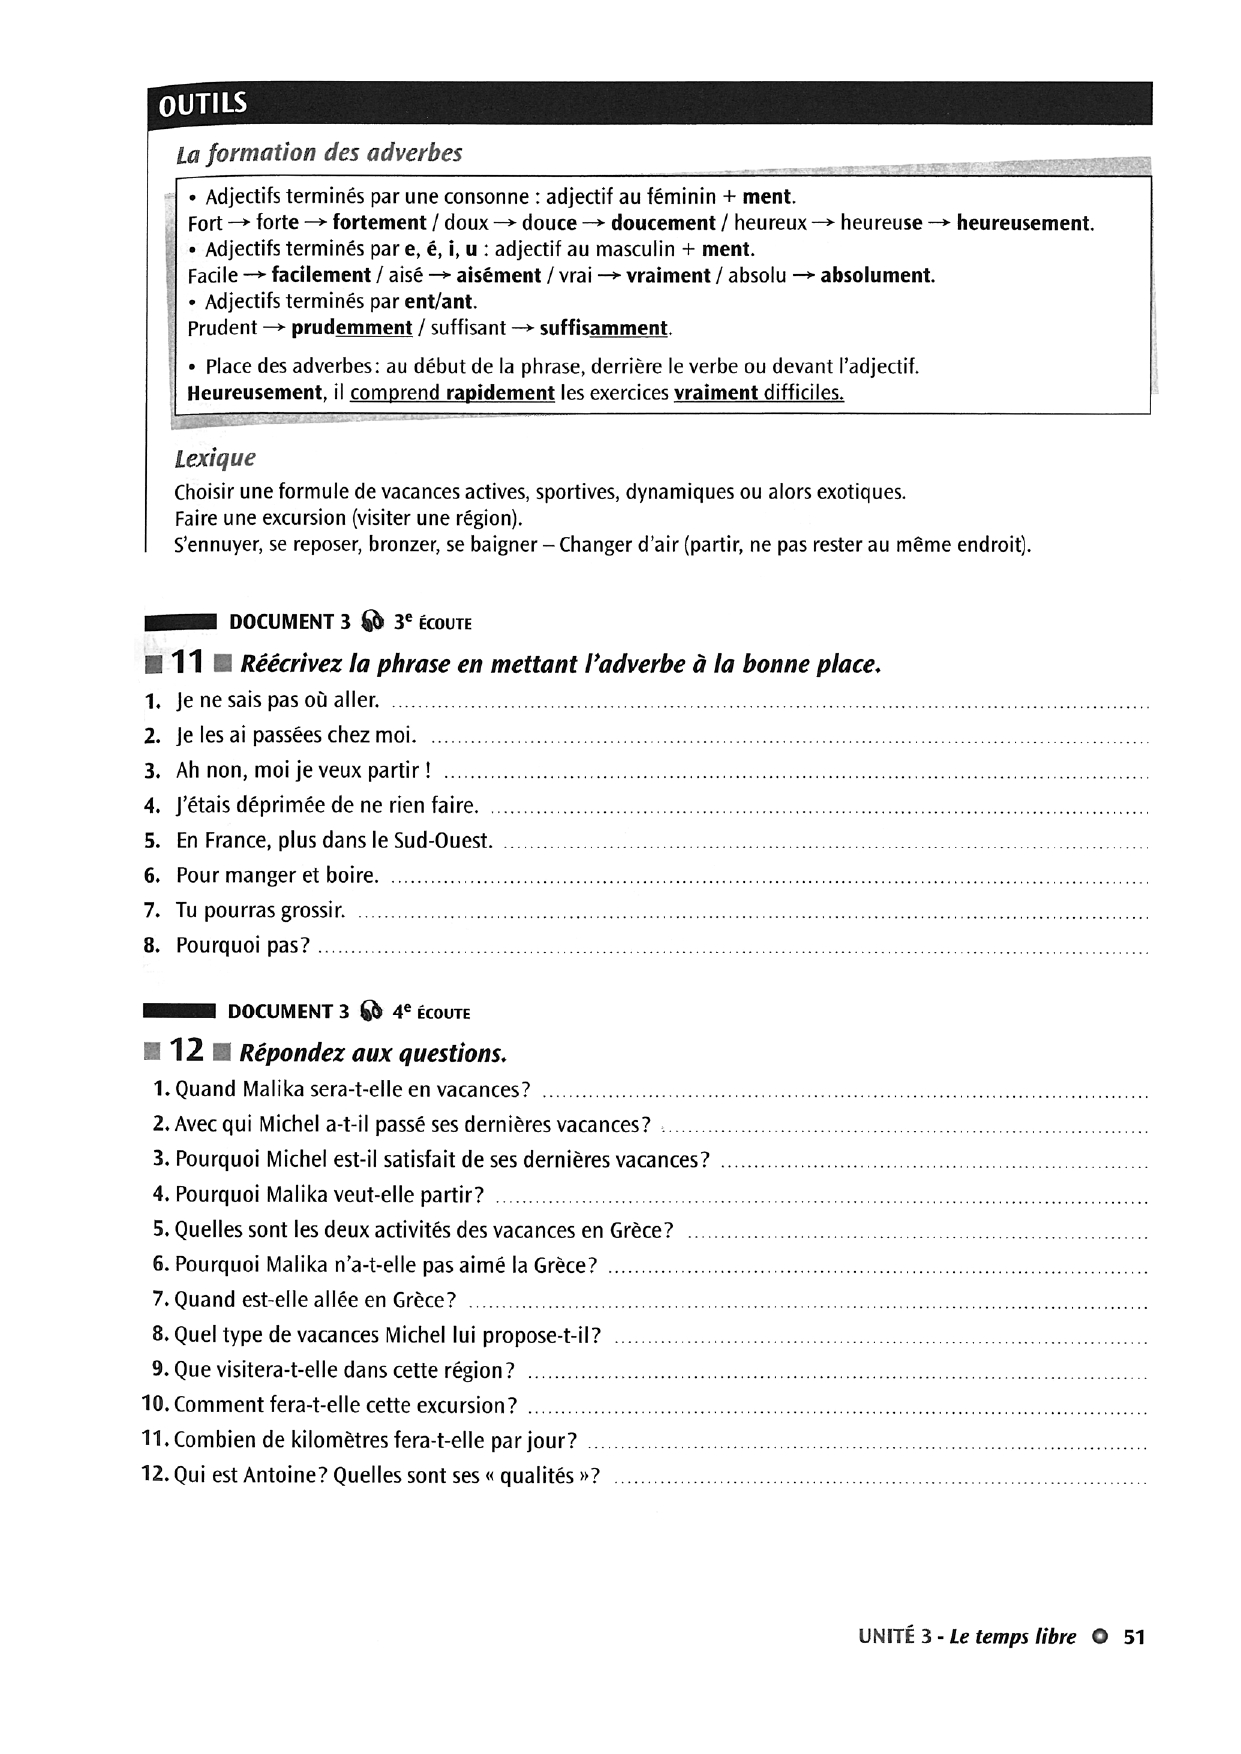 OUTILS
La formation des adverbes
• Adjectifs terminés par une consonne : adjectif au féminin + ment.
Fort → forte → fortement / doux → douce → doucement / heureux → heureuse → heureusement.
• Adjectifs terminés par e, é, i, u : adjectif au masculin + ment.
Facile → facilement / aisé → aisément / vrai → vraiment / absolu → absolument.
• Adjectifs terminés par ent/ant.
Prudent → prudemment / suffisant → suffisamment.
• Place des adverbes : au début de la phrase, derrière le verbe ou devant l'adjectif.
Heureusement, il comprend rapidement les exercices vraiment difficiles.
Lexique
Choisir une formule de vacances actives, sportives, dynamiques ou alors exotiques.
Faire une excursion (visiter une région).
S'ennuyer, se reposer, bronzer, se baigner – Changer d'air (partir, ne pas rester au même endroit).
DOCUMENT 3 3e ÉCOUTE
11 Réécrivez la phrase en mettant l'adverbe à la bonne place.
1. Je ne sais pas où aller.
2. Je les ai passées chez moi.
3. Ah non, moi je veux partir !
4. J'étais déprimée de ne rien faire.
5. En France, plus dans le Sud-Ouest.
6. Pour manger et boire.
7. Tu pourras grossir.
8. Pourquoi pas ?
DOCUMENT 3 4e ÉCOUTE
12 Répondez aux questions.
1. Quand Malika sera-t-elle en vacances ?
2. Avec qui Michel a-t-il passé ses dernières vacances ?
3. Pourquoi Michel est-il satisfait de ses dernières vacances ?
4. Pourquoi Malika veut-elle partir ?
5. Quelles sont les deux activités des vacances en Grèce ?
6. Pourquoi Malika n'a-t-elle pas aimé la Grèce ?
7. Quand est-elle allée en Grèce ?
8. Quel type de vacances Michel lui propose-t-il ?
9. Que visitera-t-elle dans cette région ?
10. Comment fera-t-elle cette excursion ?
11. Combien de kilomètres fera-t-elle par jour ?
12. Qui est Antoine ? Quelles sont ses « qualités » ?
UNITÉ 3 - Le temps libre 51